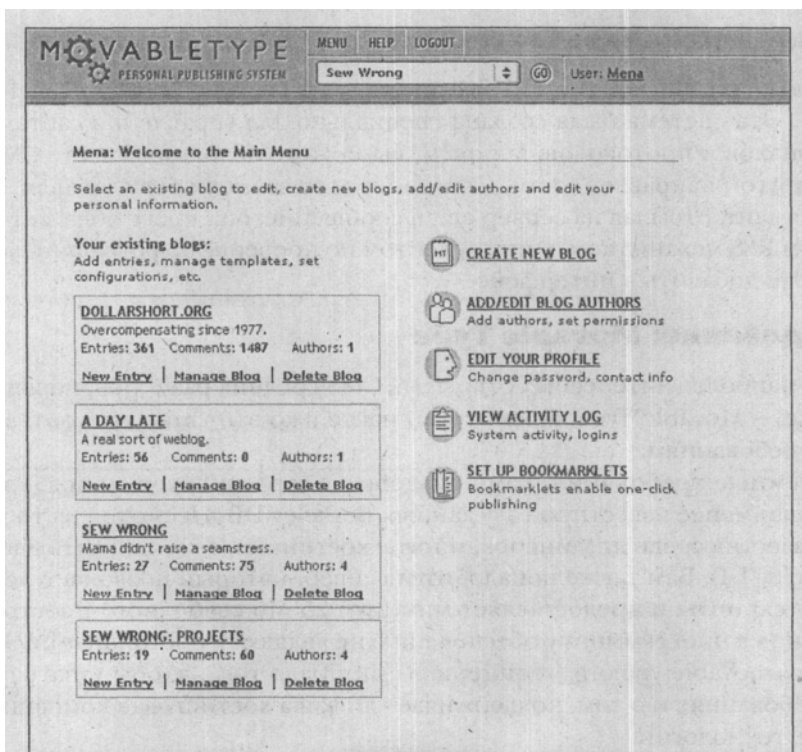 MOVABLETYPE
PERSONAL PUBLISHING SYSTEM
MENU HELP LOGOUT
Sew Wrong GO User: Mena
Mena: Welcome to the Main Menu
Select an existing blog to edit, create new blogs, add/edit authors and edit your
personal information.
Your existing blogs:
Add entries, manage templates, set
configurations, etc.
DOLLARSHORT.ORG
Overcompensating since 1977.
Entries: 361 Comments: 1487 Authors: 1
New Entry | Manage Blog | Delete Blog
A DAY LATE
A real sort of weblog.
Entries: 56 Comments: 0 Authors: 1
New Entry | Manage Blog | Delete Blog
SEW WRONG
Mama didn't raise a seamstress.
Entries: 27 Comments: 75 Authors: 4
New Entry | Manage Blog | Delete Blog
SEW WRONG: PROJECTS
Entries: 19 Comments: 60 Authors: 4
New Entry | Manage Blog | Delete Blog
CREATE NEW BLOG
ADD/EDIT BLOG AUTHORS
Add authors, set permissions
EDIT YOUR PROFILE
Change password, contact info
VIEW ACTIVITY LOG
System activity, logins
SET UP BOOKMARKLETS
Bookmarklets enable one-click
publishing